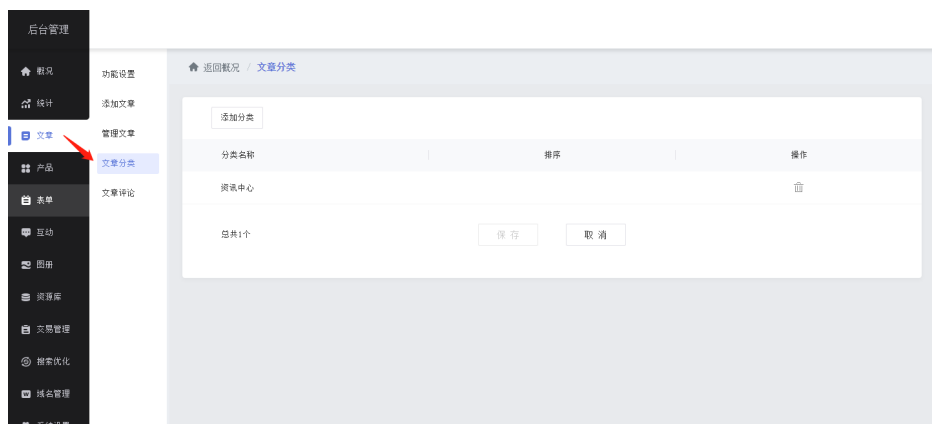 后台管理
概况
统计
文章
产品
表单
互动
图册
资源库
交易管理
搜索优化
域名管理
功能设置
添加文章
管理文章
文章分类
文章评论
返回概况 / 文章分类
添加分类
分类名称 排序 操作
资讯中心
总共1个 保存 取消